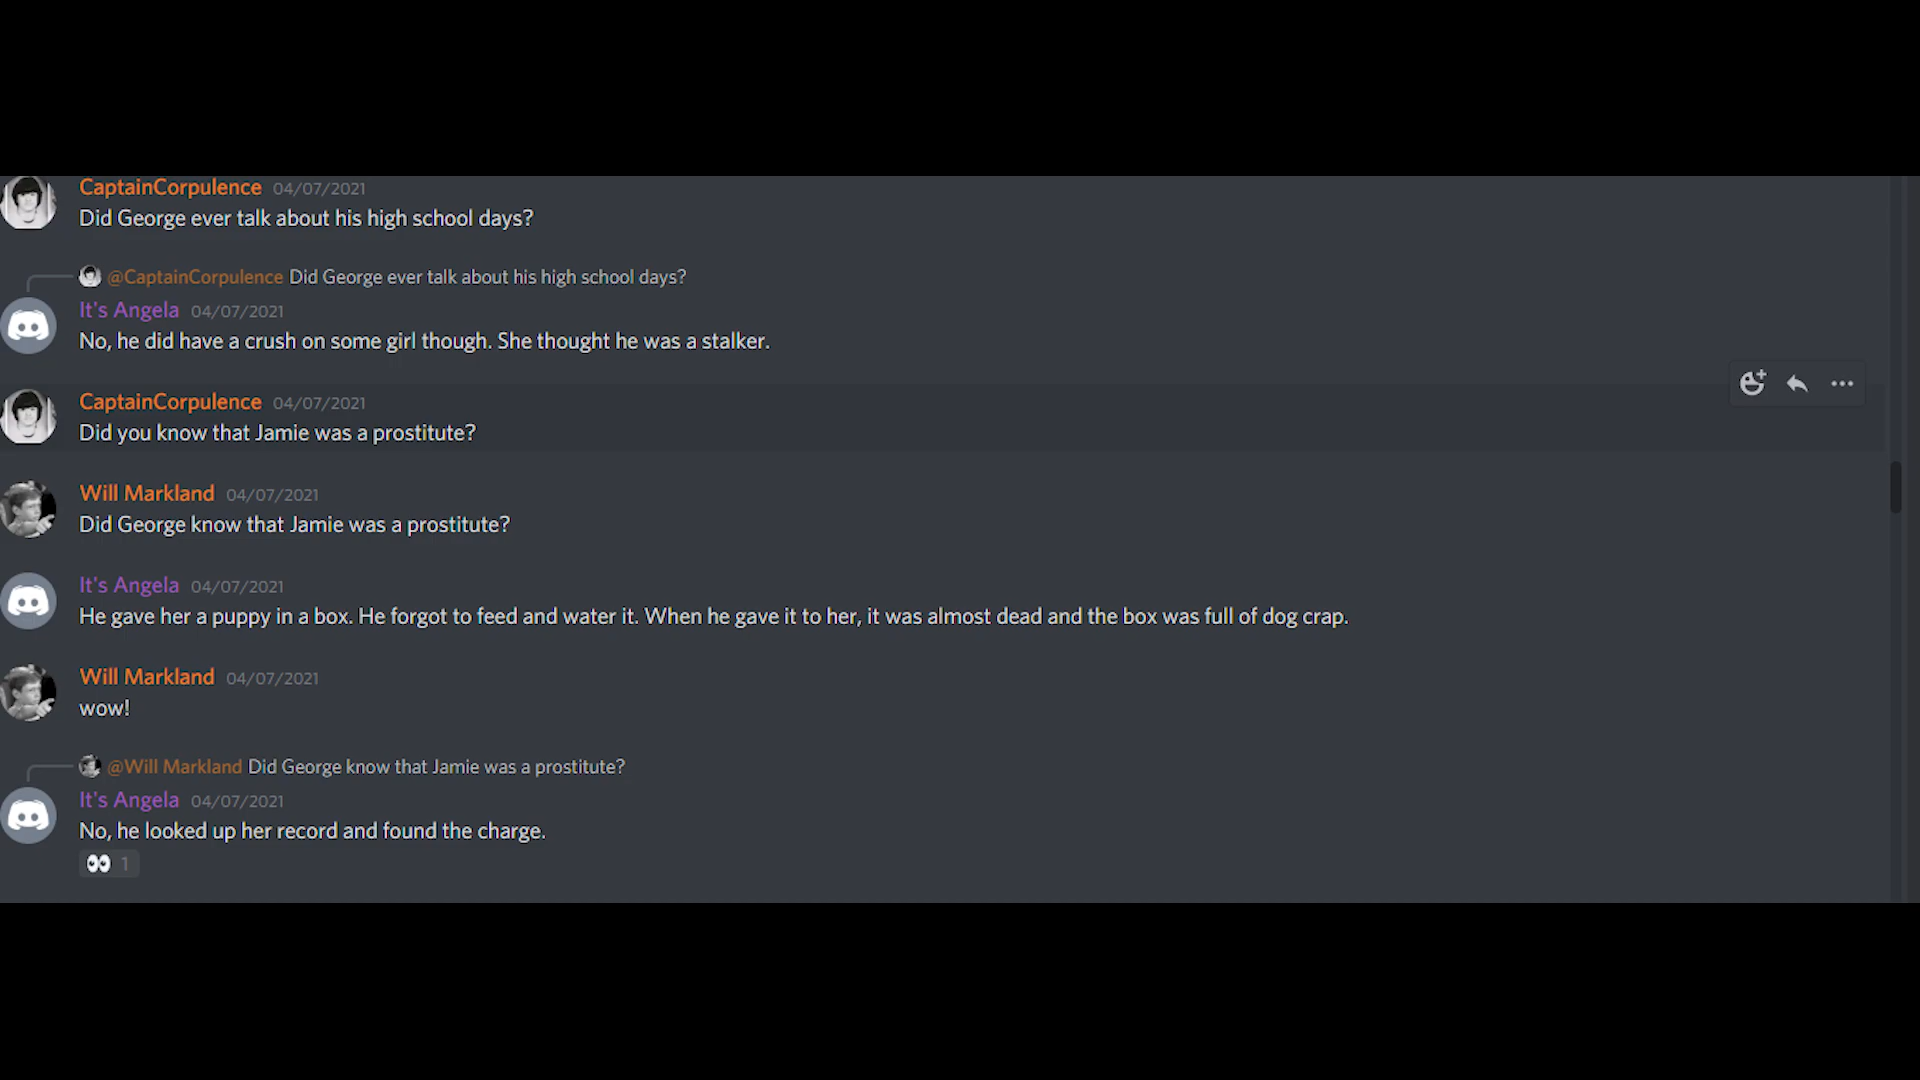 CaptainCorpulence 04/07/2021
Did George ever talk about his high school days?
@CaptainCorpulence Did George ever talk about his high school days?
It's Angela 04/07/2021
No, he did have a crush on some girl though. She thought he was a stalker.
CaptainCorpulence 04/07/2021
Did you know that Jamie was a prostitute?
Will Markland 04/07/2021
Did George know that Jamie was a prostitute?
It's Angela 04/07/2021
He gave her a puppy in a box. He forgot to feed and water it. When he gave it to her, it was almost dead and the box was full of dog crap.
Will Markland 04/07/2021
wow!
@Will Markland Did George know that Jamie was a prostitute?
It's Angela 04/07/2021
No, he looked up her record and found the charge.
👀 1